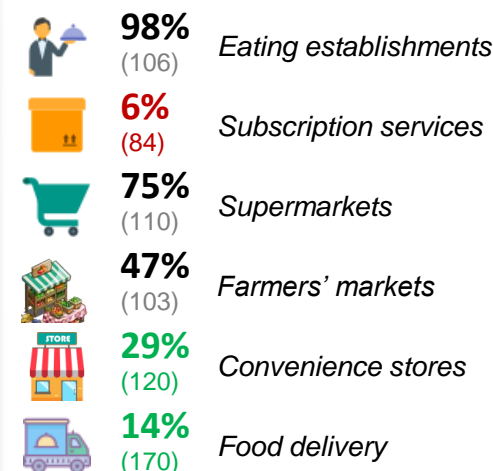 98%
(106)
Eating establishments
6%
(84)
Subscription services
75%
(110)
Supermarkets
47%
(103)
Farmers’ markets
STORE
29%
(120)
Convenience stores
14%
(170)
Food delivery